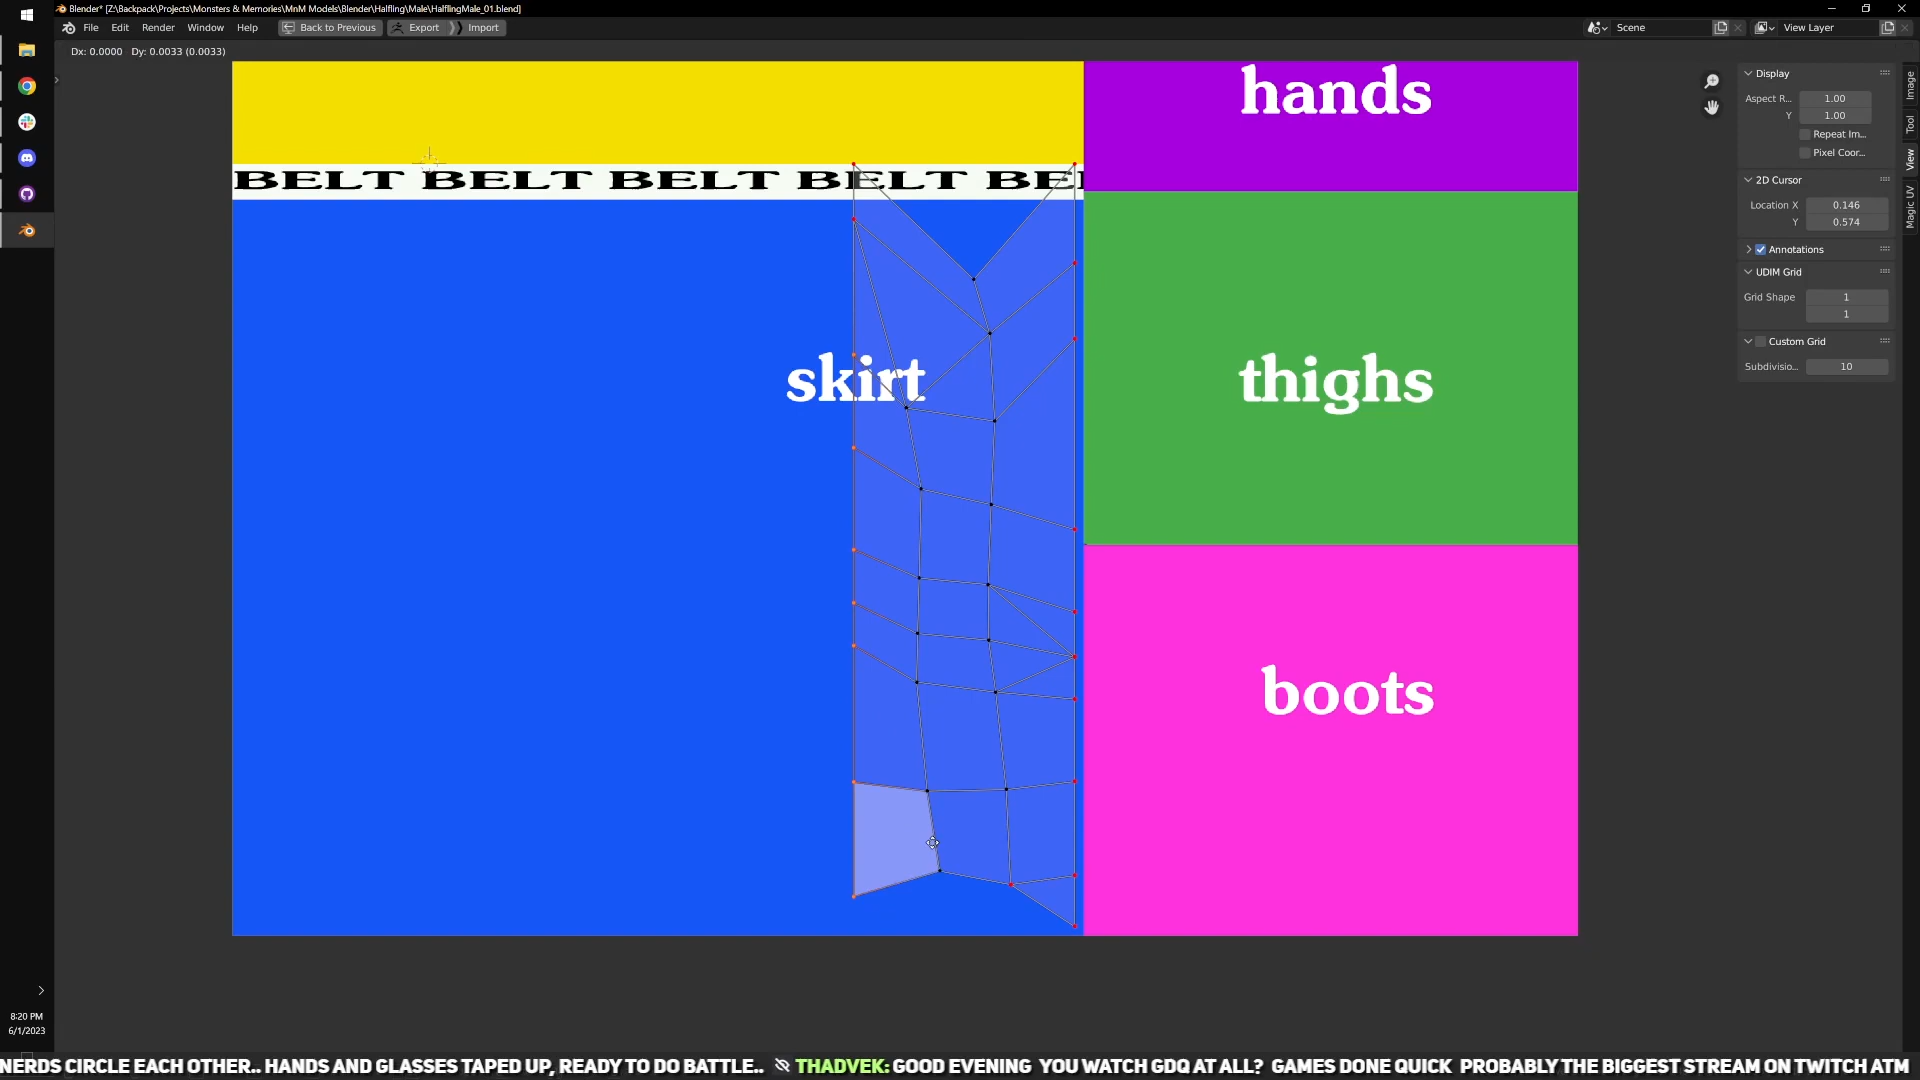 Blender* [Z:\Backpack\Projects\Monsters & Memories\MnM Models\Blender\Halfling\Male\HalflingMale_01.blend]
File Edit Render Window Help Back to Previous Export Import Scene View Layer
Dx: 0.0000 Dy: 0.0033 (0.0033)
Display
Aspect R... 1.00
Y 1.00
Repeat Im...
Pixel Coor...
2D Cursor
Location X 0.146
Y 0.574
Annotations
UDIM Grid
Grid Shape 1
1
Custom Grid
Subdivisio... 10
Image
Tool
View
Magic UV
hands
BELT BELT BELT BELT BEL
skirt
thighs
boots
8:20 PM
6/1/2023
NERDS CIRCLE EACH OTHER.. HANDS AND GLASSES TAPED UP, READY TO DO BATTLE.. THADVEK: GOOD EVENING YOU WATCH GDQ AT ALL? GAMES DONE QUICK PROBABLY THE BIGGEST STREAM ON TWITCH ATM